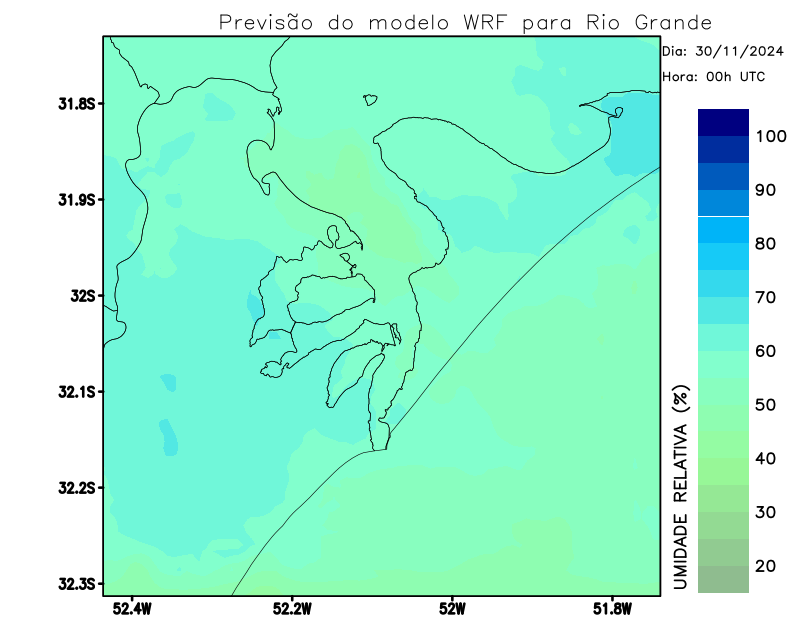 Previsão do modelo WRF para Rio Grande
Dia: 30/11/2024
Hora: 00h UTC
31.8S
31.9S
32S
32.1S
32.2S
32.3S
52.4W
52.2W
52W
51.8W
100
90
80
70
60
50
40
30
20
UMIDADE RELATIVA (%)